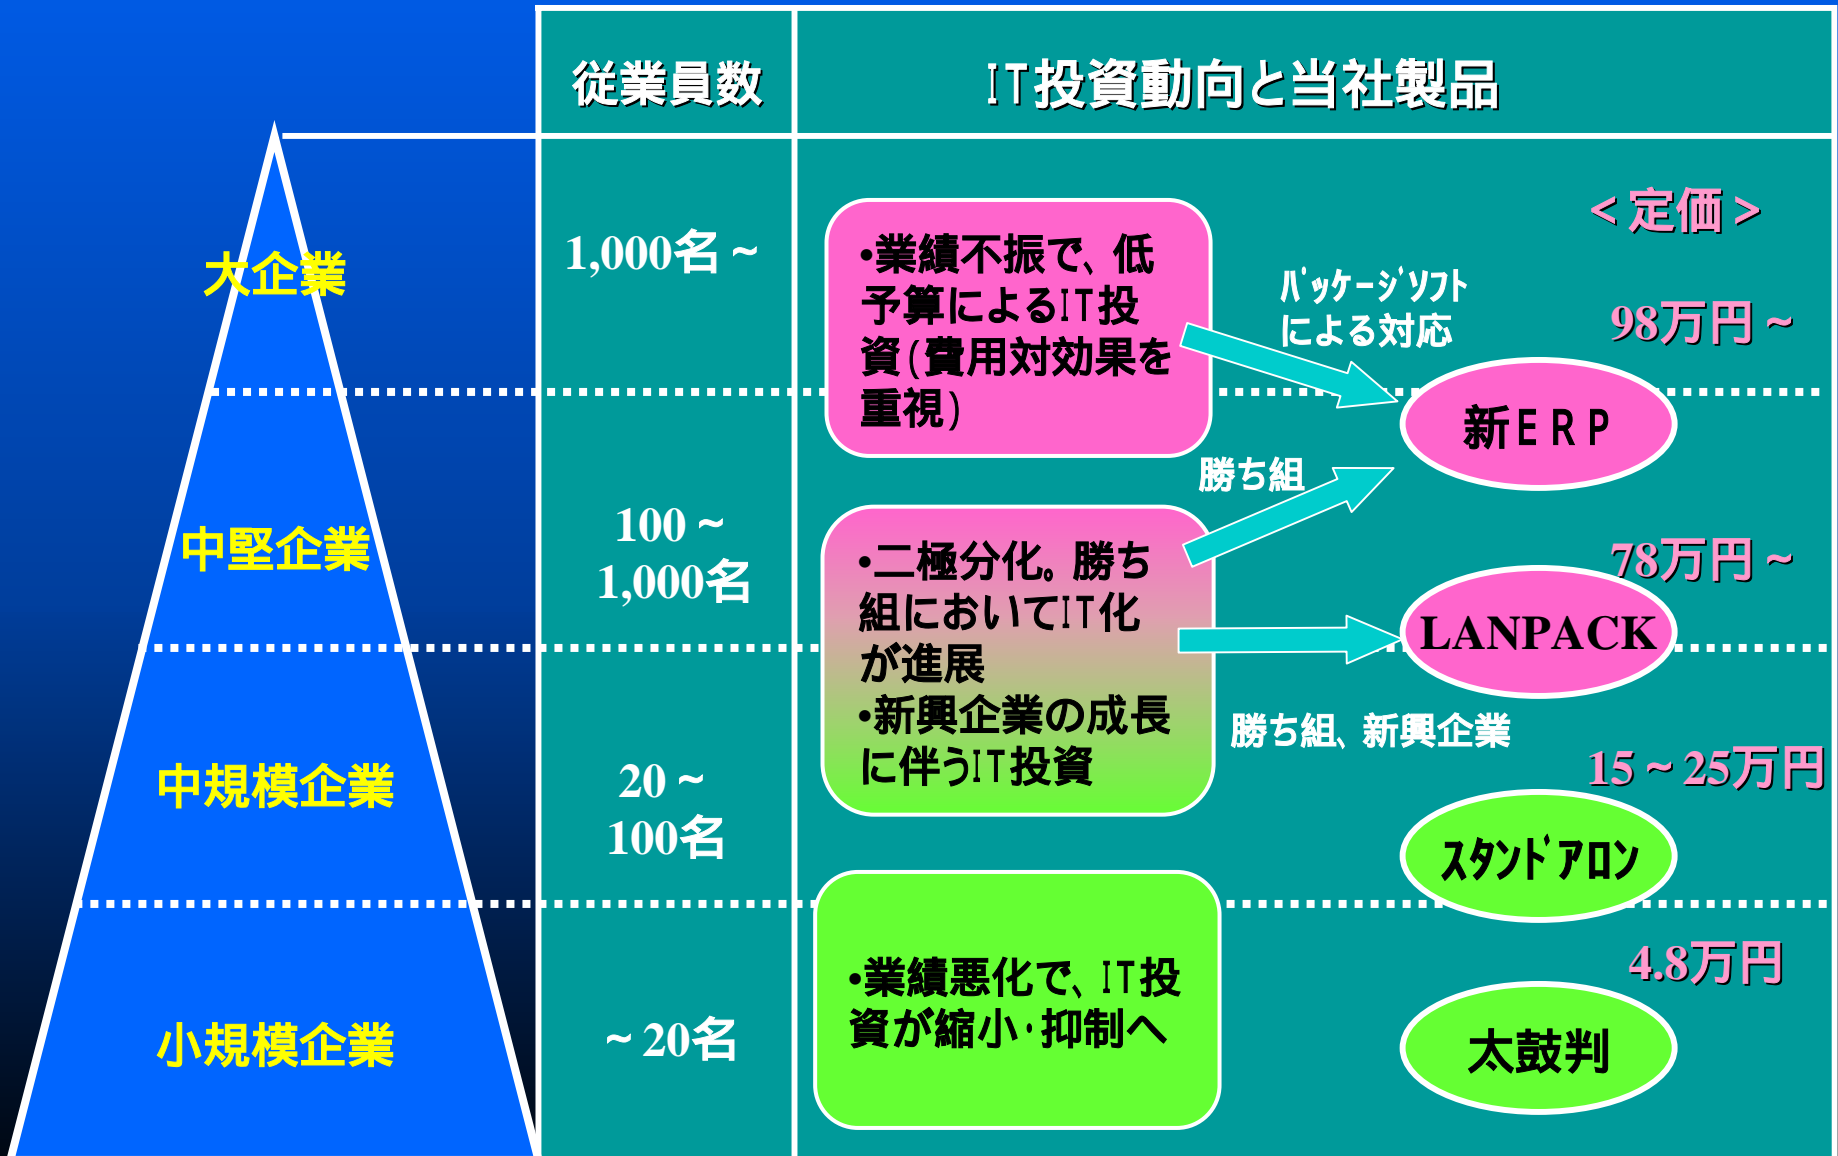 従業員数
IT投資動向と当社製品
大企業
1,000名~
•業績不振で、低
予算によるIT投
資(費用対効果を
重視)
ﾊﾟｯｹｰｼﾞｿﾌﾄ
による対応
<定価>
98万円~
新ＥＲＰ
中堅企業
100~
1,000名
•二極分化。勝ち
組においてIT化
が進展
•新興企業の成長
に伴うIT投資
勝ち組
78万円~
LANPACK
勝ち組、新興企業
中規模企業
20~
100名
15~25万円
ｽﾀﾝﾄﾞｱﾛﾝ
小規模企業
~20名
•業績悪化で、IT投
資が縮小･抑制へ
4.8万円
太鼓判